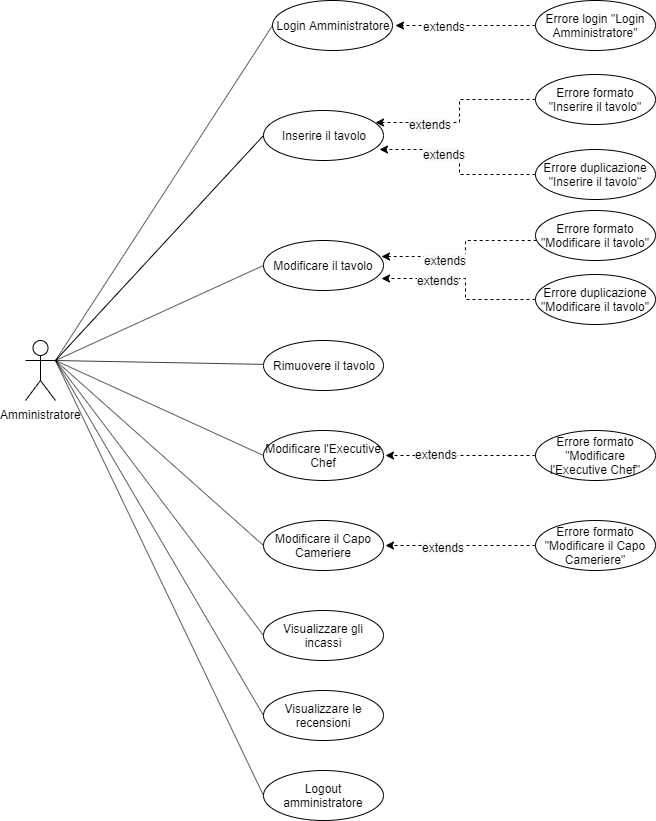 Login Amministratore
extends
Errore login "Login
Amministratore"
Errore formato
"Inserire il tavolo"
extends
Inserire il tavolo
extends
Errore duplicazione
"Inserire il tavolo"
Errore formato
"Modificare il tavolo"
extends
Modificare il tavolo
extends
Errore duplicazione
"Modificare il tavolo"
Rimuovere il tavolo
Amministratore
Modificare l'Executive
Chef
extends
Errore formato
"Modificare
l'Executive Chef"
Modificare il Capo
Cameriere
extends
Errore formato
"Modificare il Capo
Cameriere"
Visualizzare gli
incassi
Visualizzare le
recensioni
Logout
amministratore